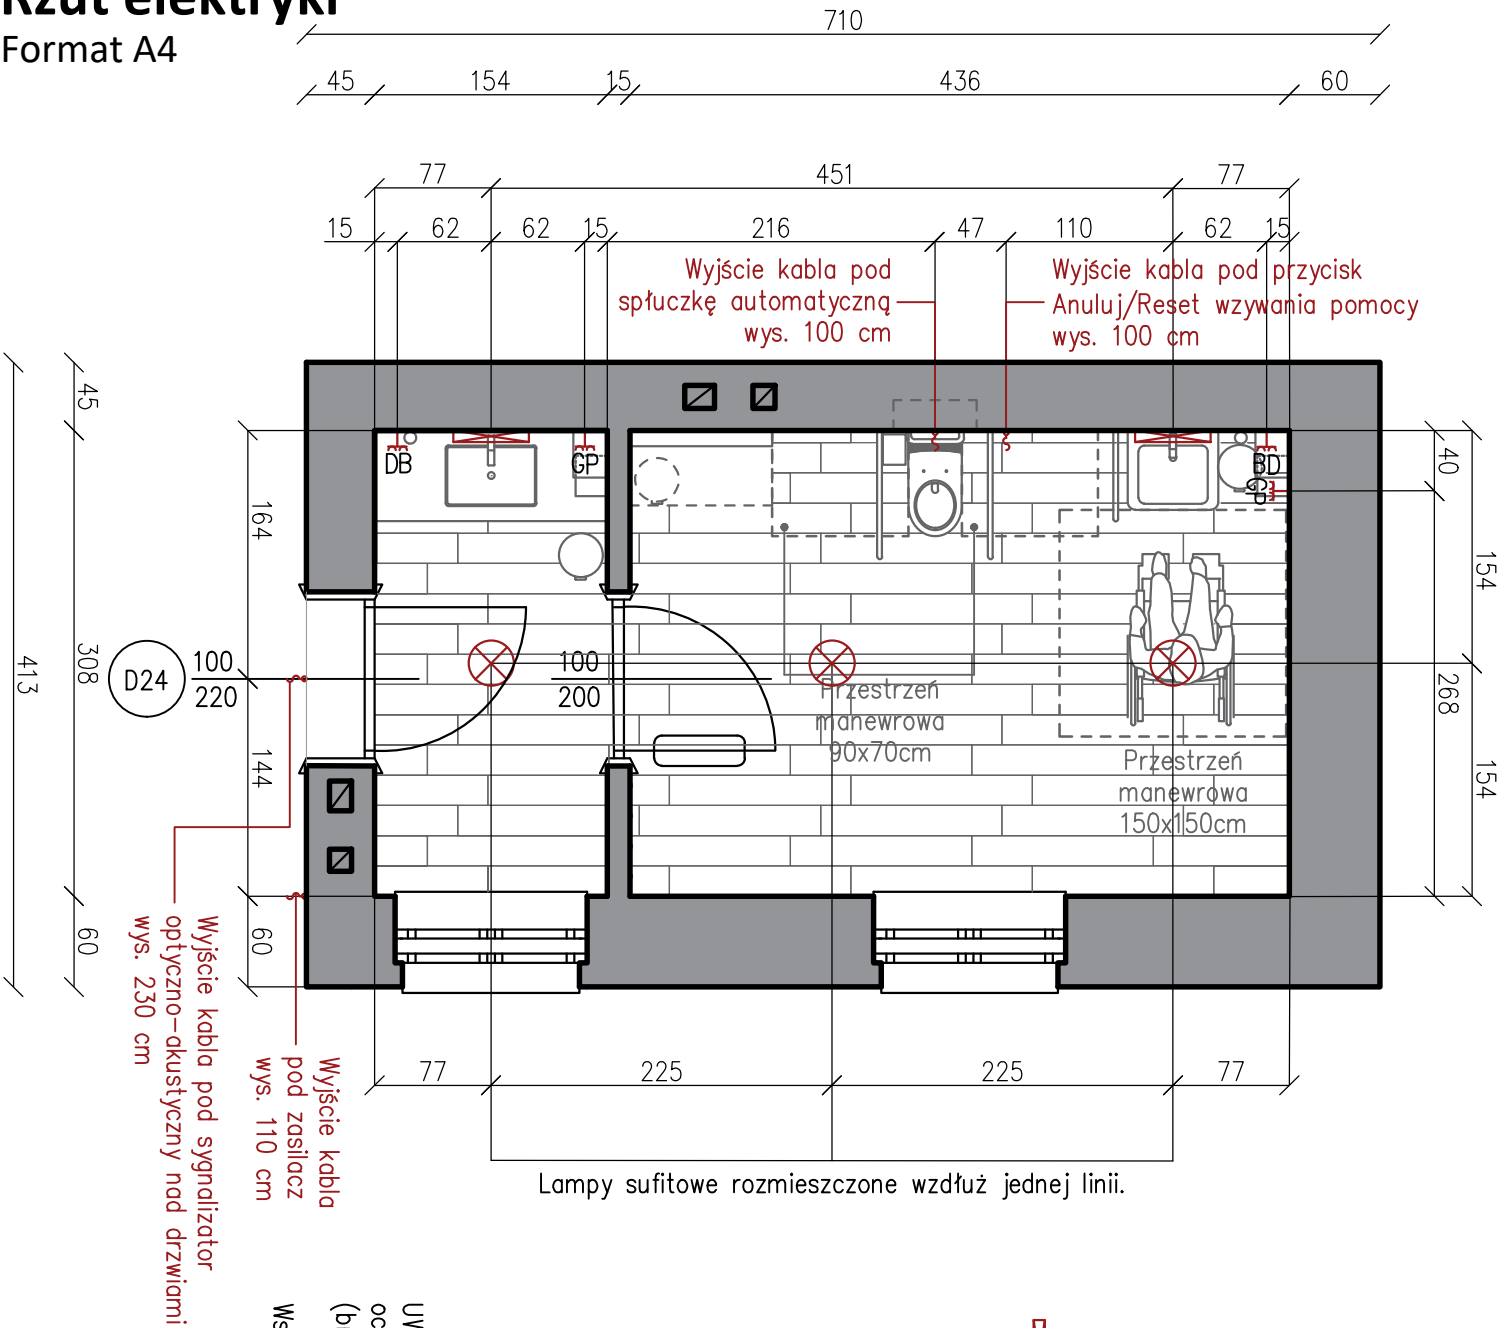 Rzut elektryki
Format A4
710
45 154 15 436 60
77 451 77
15 62 62 15 216 47 110 62 15
Wyjście kabla pod
spłuczkę automatyczną
wys. 100 cm
Wyjście kabla pod przycisk
Anuluj/Reset wzywania pomocy
wys. 100 cm
DB
GP
BD
GP
45
308
60
413
164
144
60
40
268
154
154
D24
100
220
100
200
Przestrzeń
manewrowa
90x70cm
Przestrzeń
manewrowa
150x150cm
77 225 225 77
Lampy sufitowe rozmieszczone wzdłuż jednej linii.
Wyjście kabla pod sygnalizator
optyczno-akustyczny nad drzwiami
wys. 230 cm
Wyjście kabla
pod zasilacz
wys. 110 cm